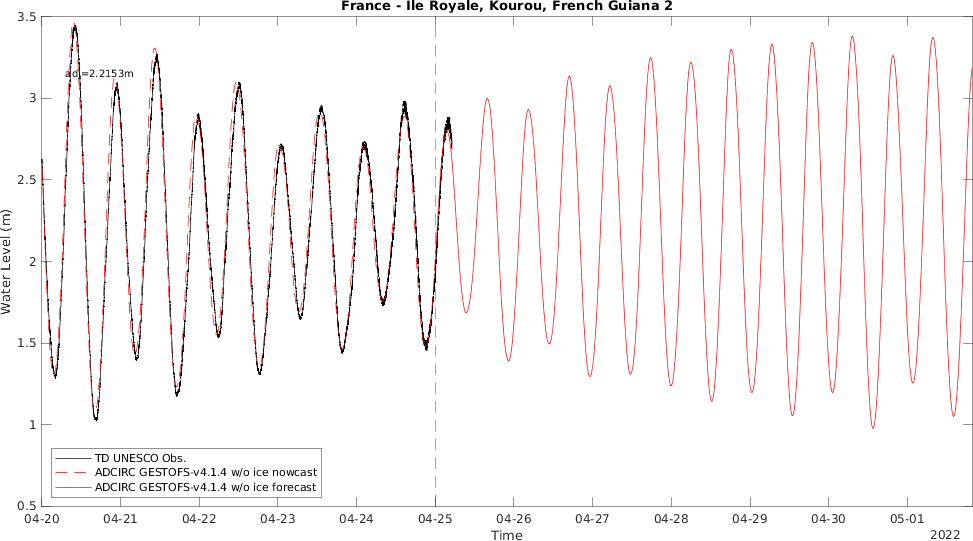 France - Ile Royale, Kourou, French Guiana 2
3.5
3
2.5
2
1.5
1
0.5
Water Level (m)
adj=2.2153m
TD UNESCO Obs.
ADCIRC GESTOFS-v4.1.4 w/o ice nowcast
ADCIRC GESTOFS-v4.1.4 w/o ice forecast
04-20 04-21 04-22 04-23 04-24 04-25 04-26 04-27 04-28 04-29 04-30 05-01
Time
2022